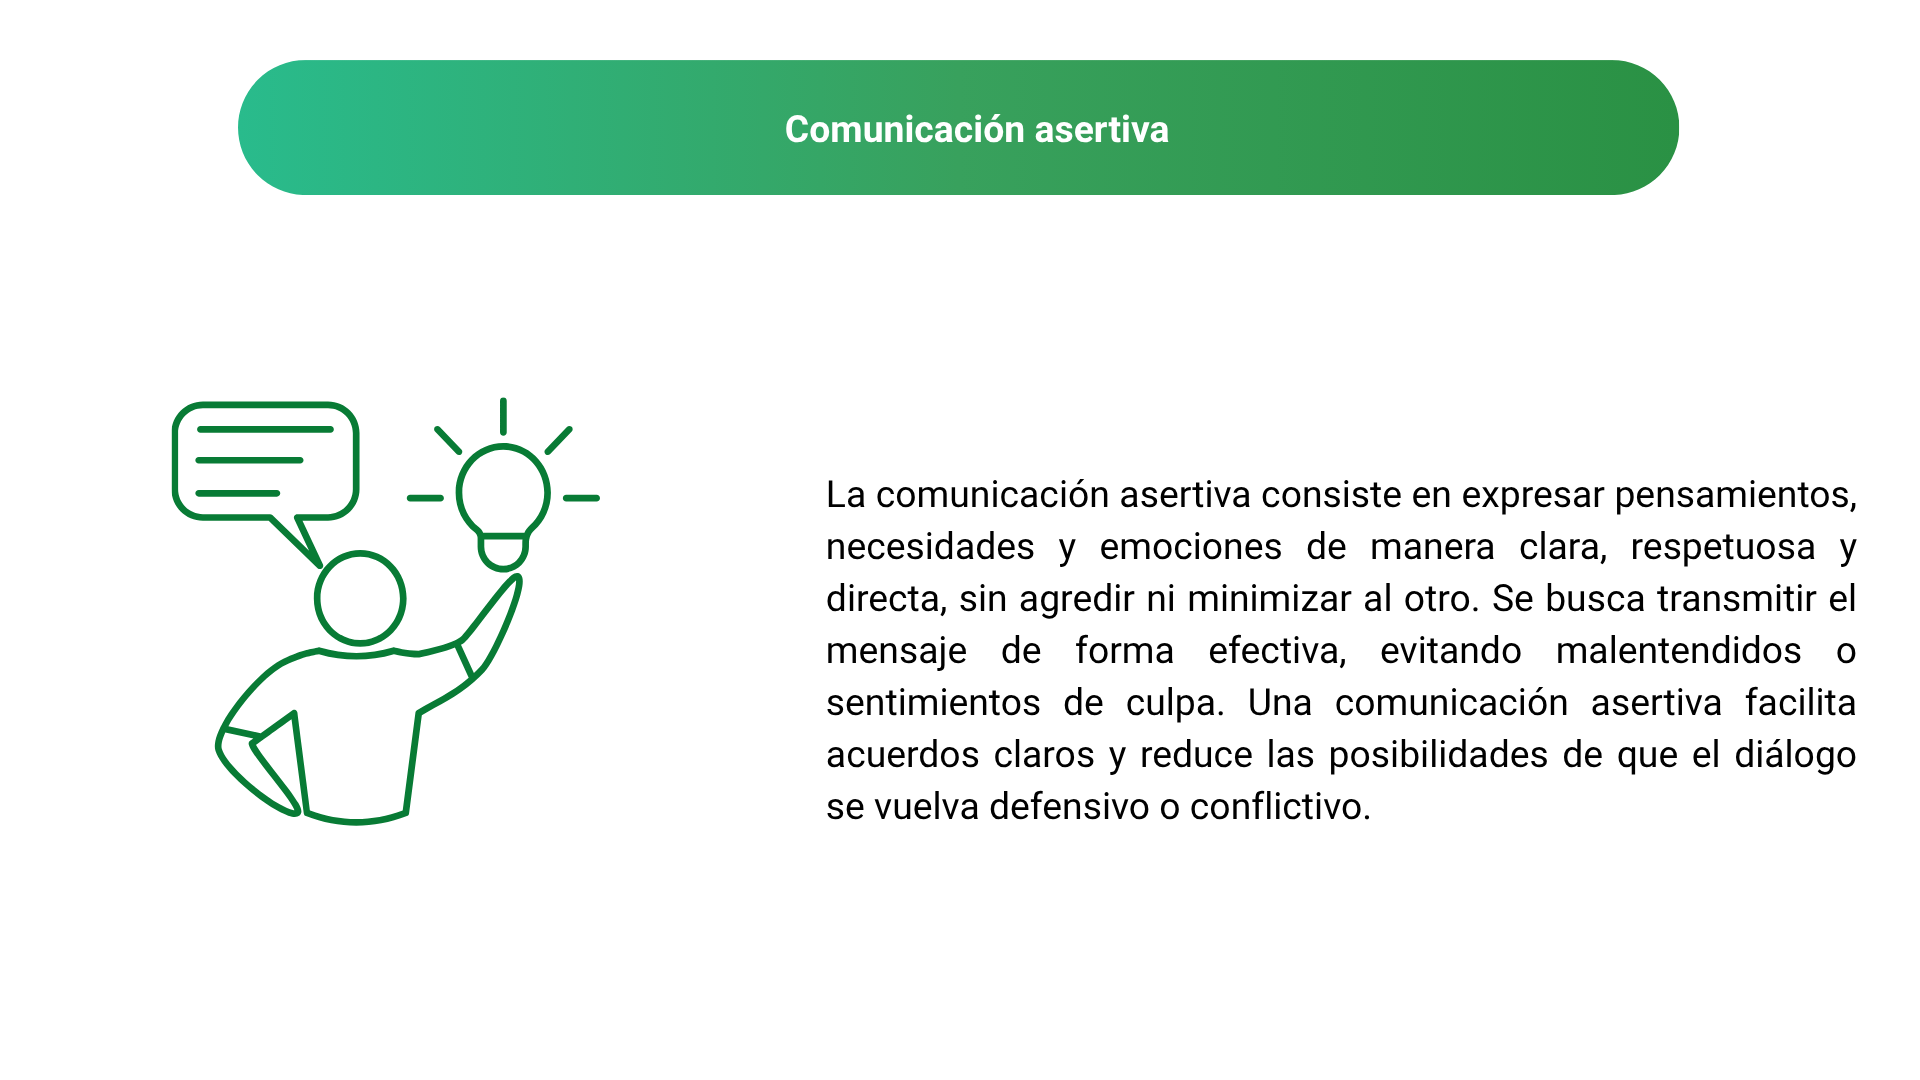 Comunicación asertiva
La comunicación asertiva consiste en expresar pensamientos,
necesidades y emociones de manera clara, respetuosa y
directa, sin agredir ni minimizar al otro. Se busca transmitir el
mensaje de forma efectiva, evitando malentendidos o
sentimientos de culpa. Una comunicación asertiva facilita
acuerdos claros y reduce las posibilidades de que el diálogo
se vuelva defensivo o conflictivo.